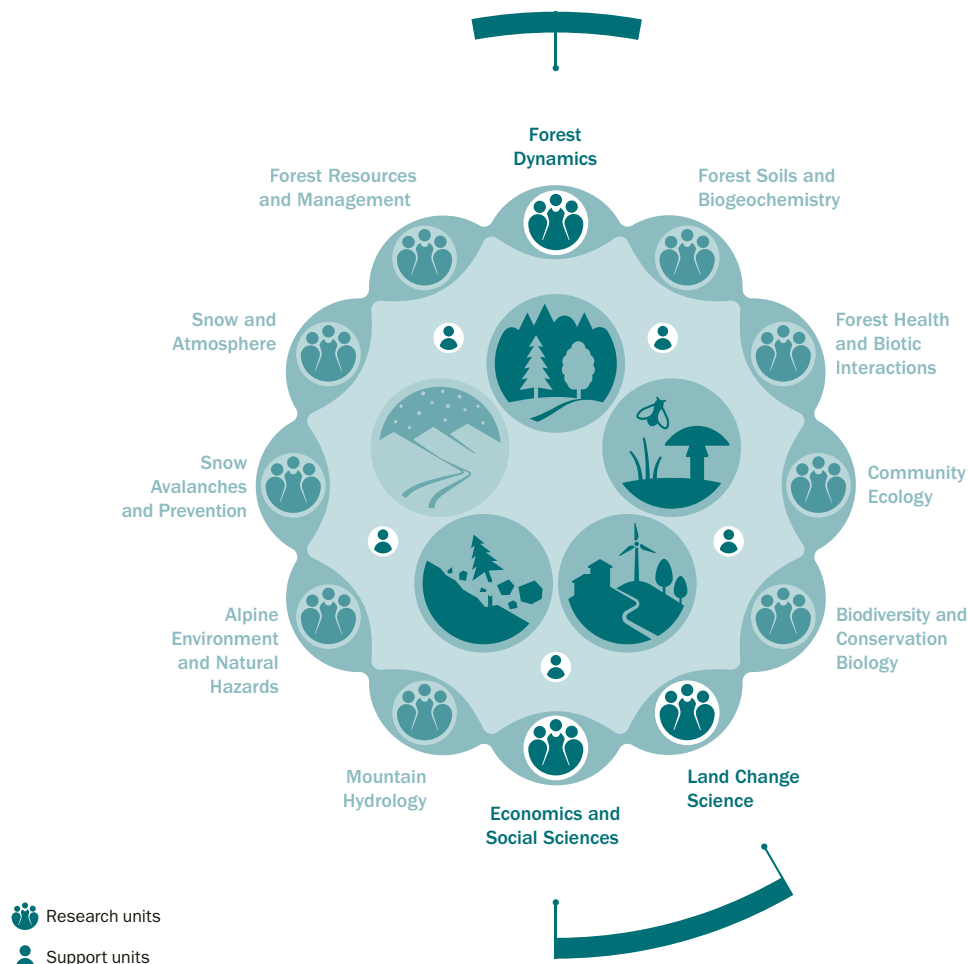 Forest
Dynamics
Forest Resources
and Management
Forest Soils and
Biogeochemistry
Snow and
Atmosphere
Forest Health
and Biotic
Interactions
Snow
Avalanches
and Prevention
Community
Ecology
Alpine
Environment
and Natural
Hazards
Biodiversity and
Conservation
Biology
Mountain
Hydrology
Economics and
Social Sciences
Land Change
Science
Research units
Support units